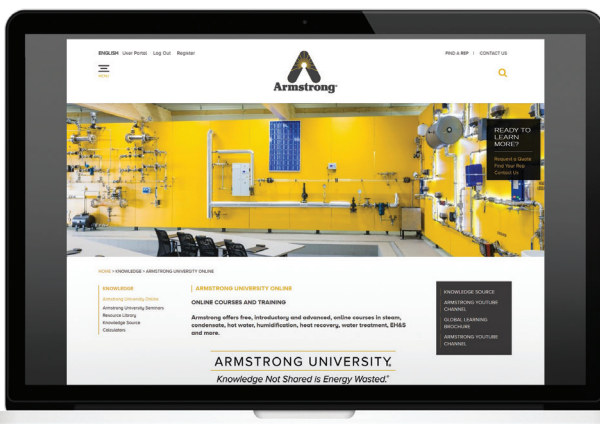 ENGLISH User Portal Log Out Register
FIND A REP | CONTACT US
MENU
Armstrong
READY TO
LEARN
MORE?
Request a Quote
Find Your Rep
Contact Us
HOME > KNOWLEDGE > ARMSTRONG UNIVERSITY ONLINE
KNOWLEDGE
Armstrong University Online
Armstrong University Seminars
Resource Library
Knowledge Source
Calculators
ARMSTRONG UNIVERSITY ONLINE
ONLINE COURSES AND TRAINING
Armstrong offers free, introductory and advanced, online courses in steam,
condensate, hot water, humidification, heat recovery, water treatment, EH&S
and more.
KNOWLEDGE SOURCE
ARMSTRONG YOUTUBE
CHANNEL
GLOBAL LEARNING
BROCHURE
ARMSTRONG YOUTUBE
CHANNEL
ARMSTRONG UNIVERSITY.
Knowledge Not Shared is Energy Wasted.®